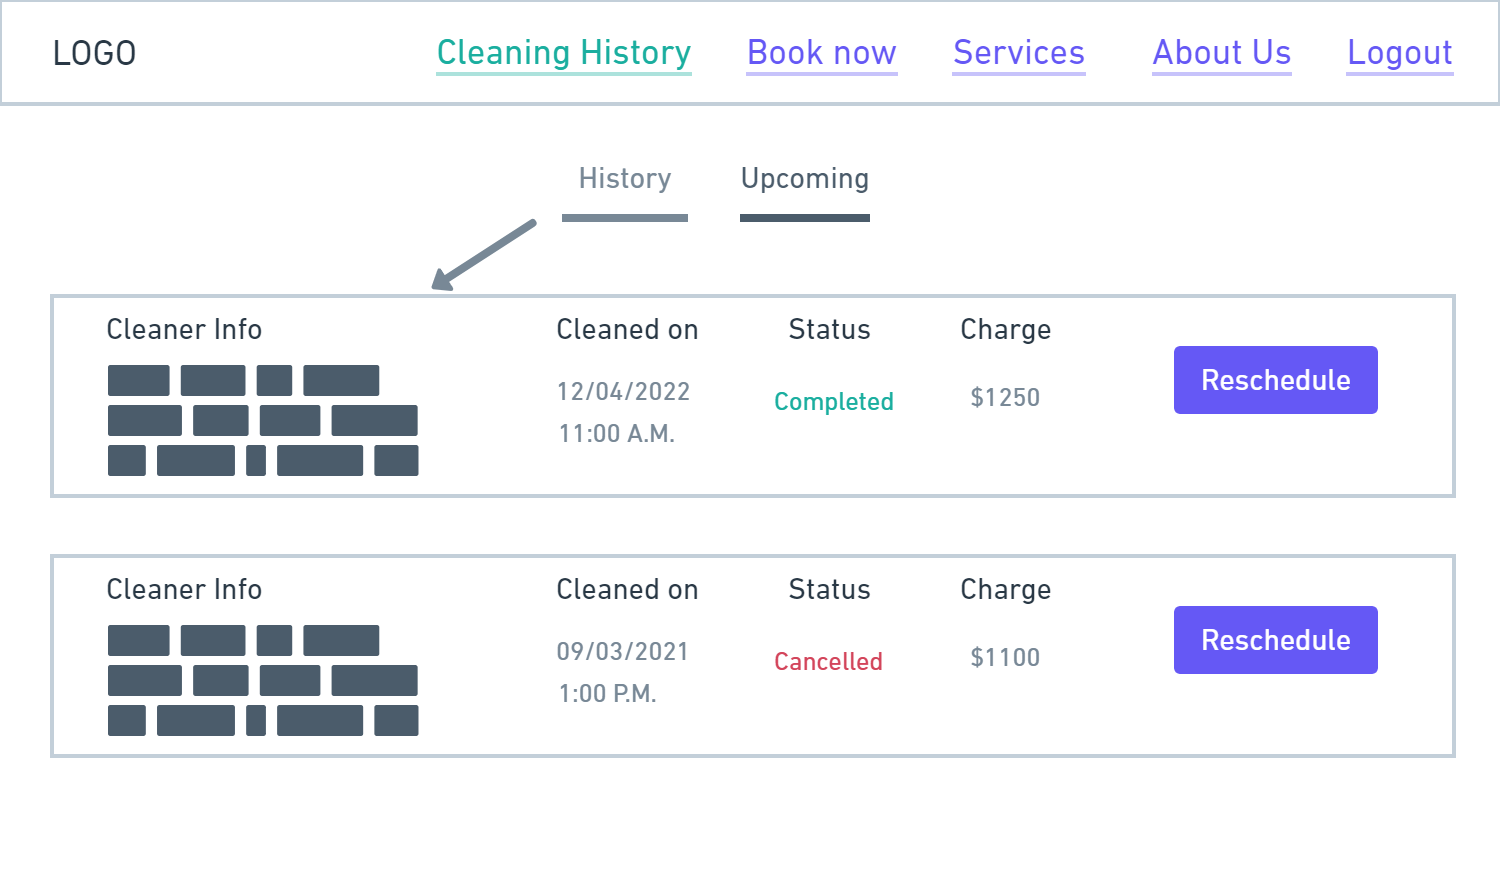 LOGO Cleaning History Book now Services About Us Logout
History Upcoming
Cleaner Info Cleaned on Status Charge
Reschedule
12/04/2022 Completed $1250
11:00 A.M.
Cleaner Info Cleaned on Status Charge
Reschedule
09/03/2021 Cancelled $1100
1:00 P.M.